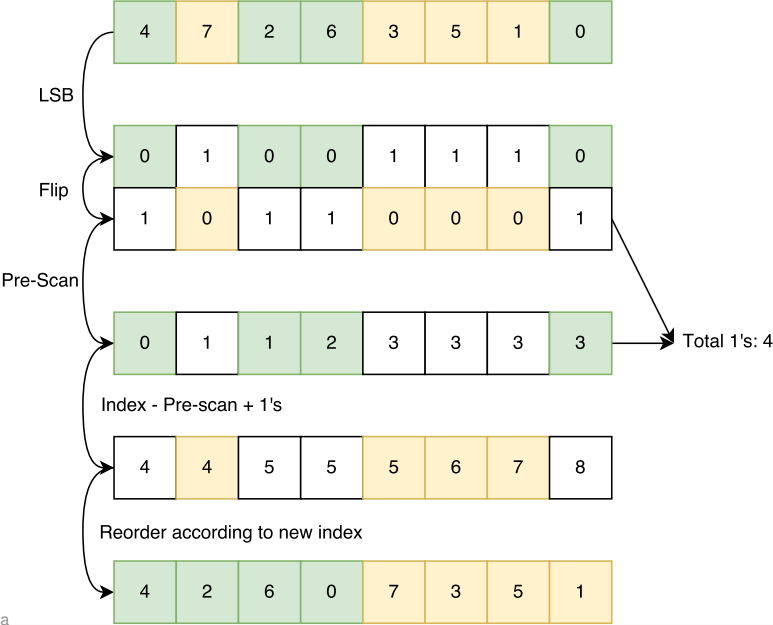 4 7 2 6 3 5 1 0
LSB
0 1 0 0 1 1 1 0
Flip
1 0 1 1 0 0 0 1
Pre-Scan
0 1 1 2 3 3 3 3
Total 1's: 4
Index - Pre-scan + 1's
4 4 5 5 5 6 7 8
Reorder according to new index
4 2 6 0 7 3 5 1
a